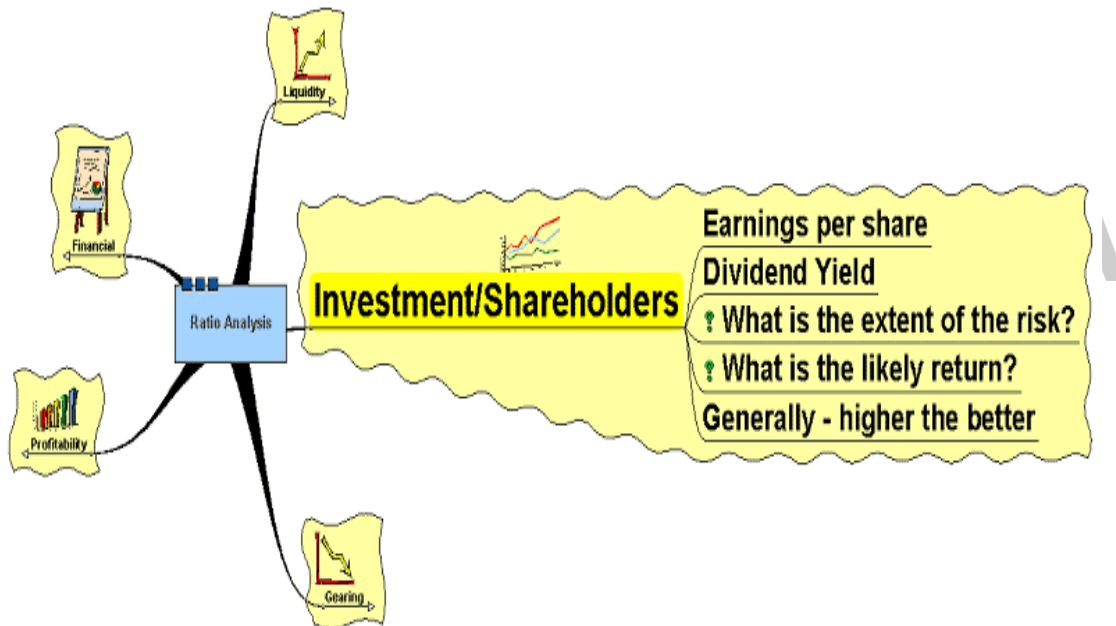 Liquidity
Financial
Ratio Analysis
Profitability
Gearing
Investment/Shareholders
Earnings per share
Dividend Yield
? What is the extent of the risk?
? What is the likely return?
Generally - higher the better